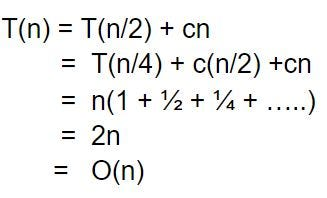 T(n) = T(n/2) + cn
= T(n/4) + c(n/2) +cn
= n(1 + ½ + ¼ + …..)
= 2n
= O(n)